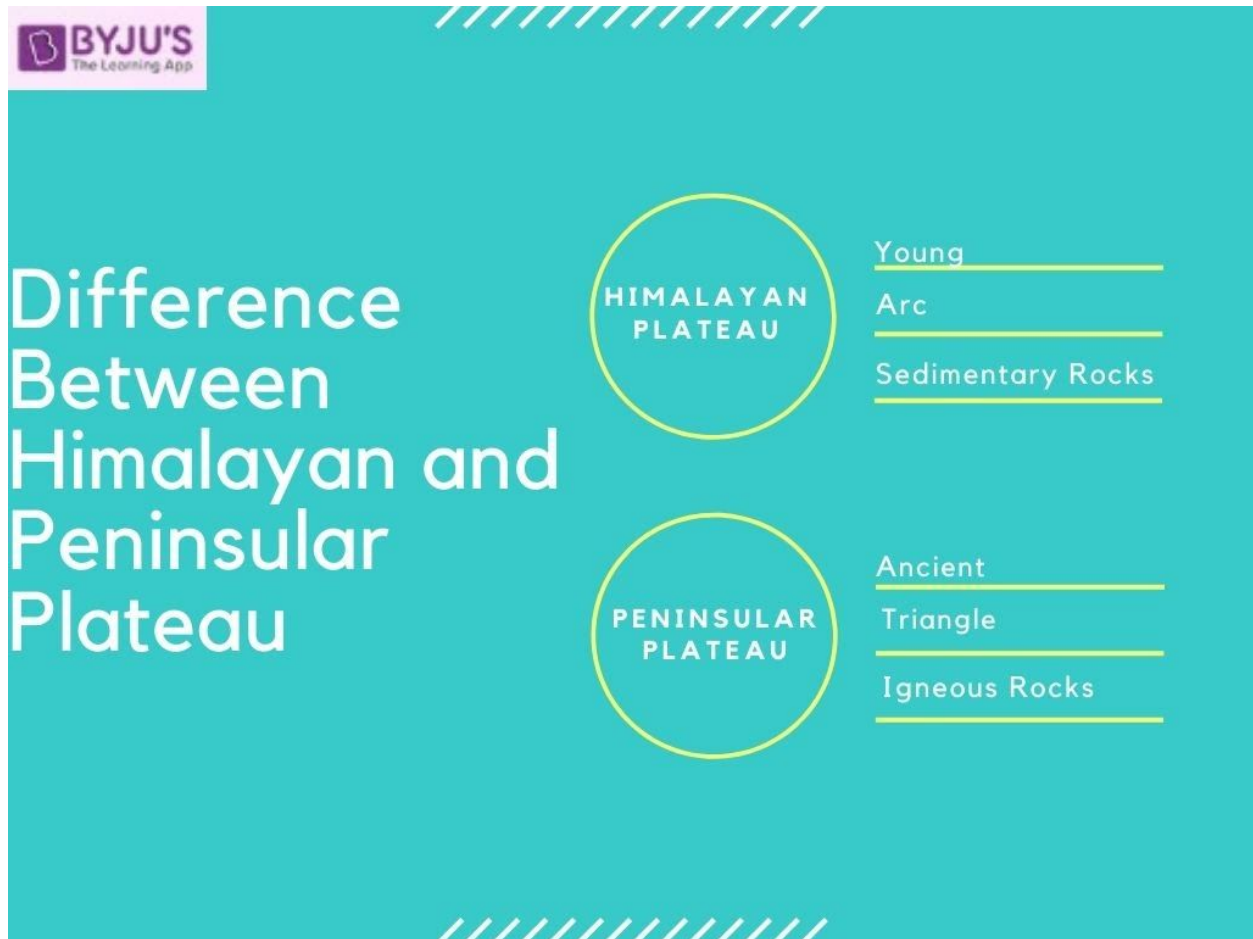 BYJU'S
The Learning App
Difference
Between
Himalayan and
Peninsular
Plateau
HIMALAYAN
PLATEAU
Young
Arc
Sedimentary Rocks
PENINSULAR
PLATEAU
Ancient
Triangle
Igneous Rocks